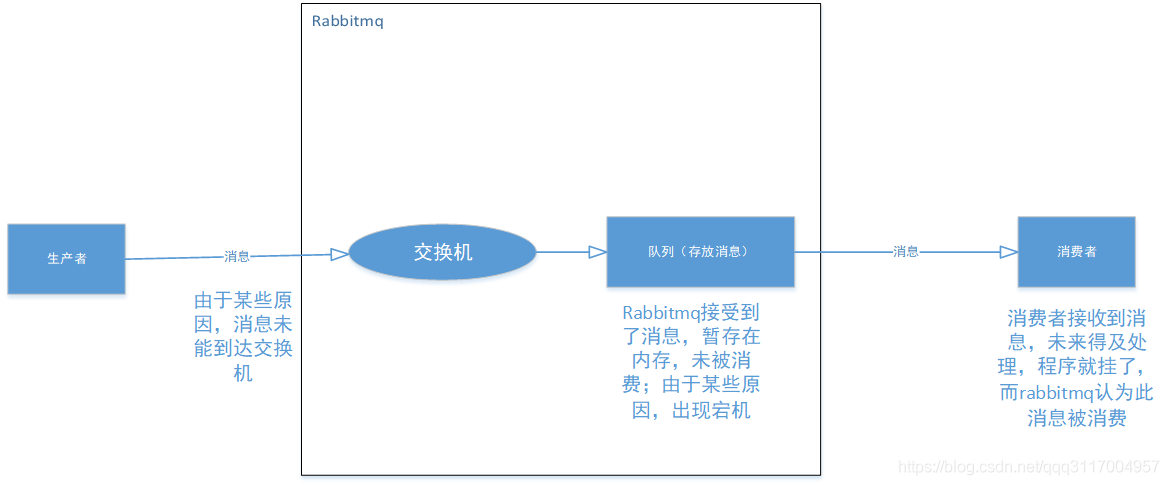 Rabbitmq
生产者
消息
交换机
队列（存放消息）
消息
消费者
由于某些原
因，消息未
能到达交换
机
Rabbitmq接受到
了消息，暂存在
内存，未被消
费；由于某些原
因，出现宕机
消费者接收到消
息，未来得及处
理，程序就挂了，
而rabbitmq认为此
消息被消费
https://blog.csdn.net/qqq3117004957